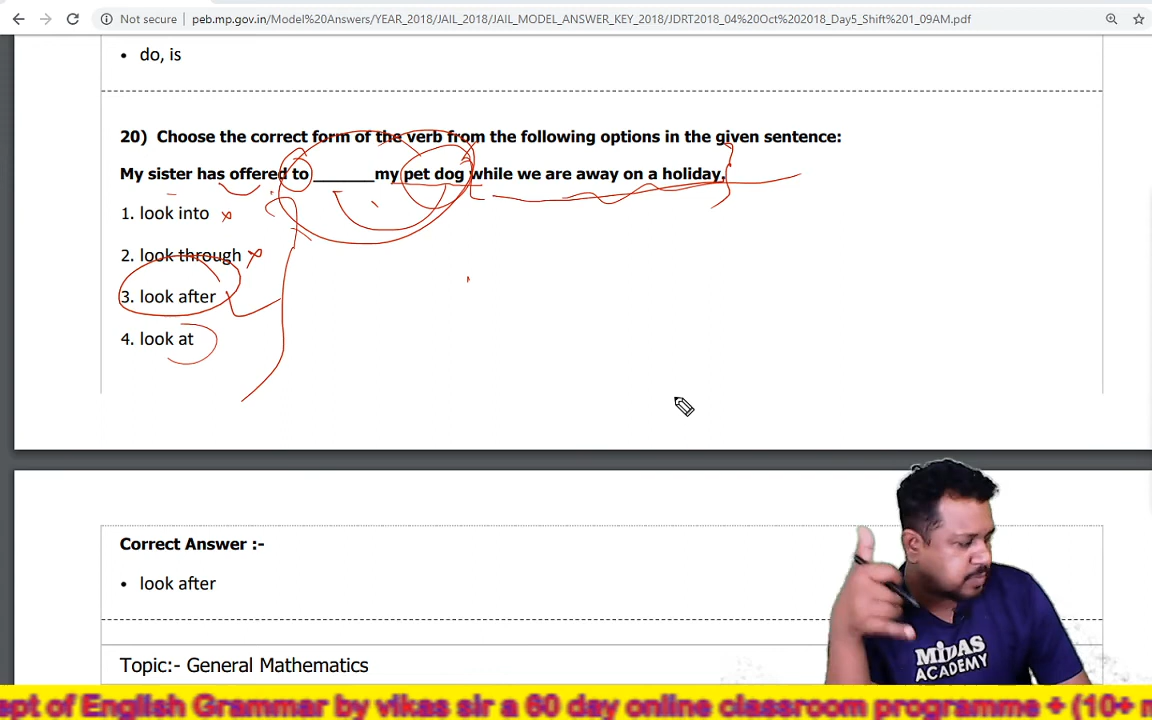 Not secure peb.mp.gov.in/Model%20Answers/YEAR_2018/JAIL_2018/JAIL_MODEL_ANSWER_KEY_2018/JDRT2018_04%20Oct%202018_Day5_Shift%201_09AM.pdf
• do, is
20) Choose the correct form of the verb from the following options in the given sentence:
My sister has offered to _______my pet dog while we are away on a holiday.
1. look into
2. look through
3. look after
4. look at
Correct Answer :-
• look after
Topic:- General Mathematics
MIDAS
ACADEMY
ept of English Grammar by vikas sir a 60 day online classroom programme + (10+ m